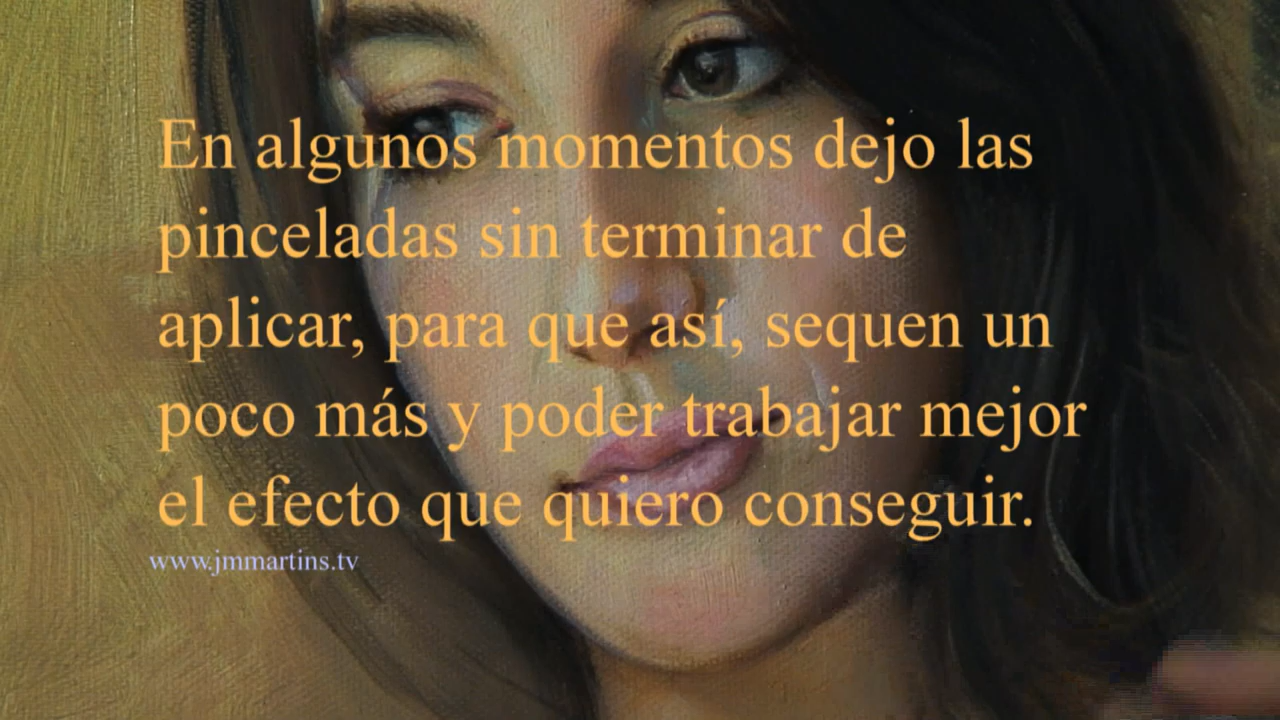 En algunos momentos dejo las
pinceladas sin terminar de
aplicar, para que así, sequen un
poco más y poder trabajar mejor
el efecto que quiero conseguir.
www.jmmartins.tv